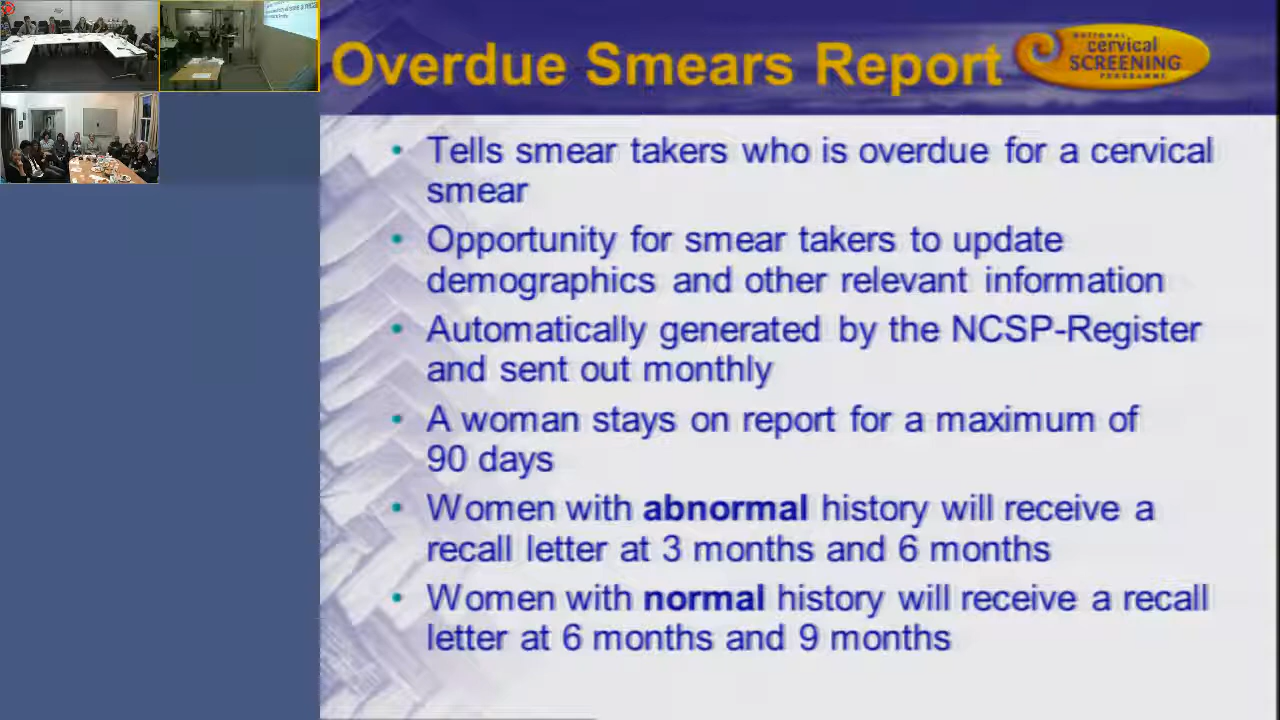 Overdue Smears Report
NATIONAL
cervical
SCREENING
PROGRAMME
• Tells smear takers who is overdue for a cervical
smear
• Opportunity for smear takers to update
demographics and other relevant information
• Automatically generated by the NCSP-Register
and sent out monthly
• A woman stays on report for a maximum of
90 days
• Women with abnormal history will receive a
recall letter at 3 months and 6 months
• Women with normal history will receive a recall
letter at 6 months and 9 months